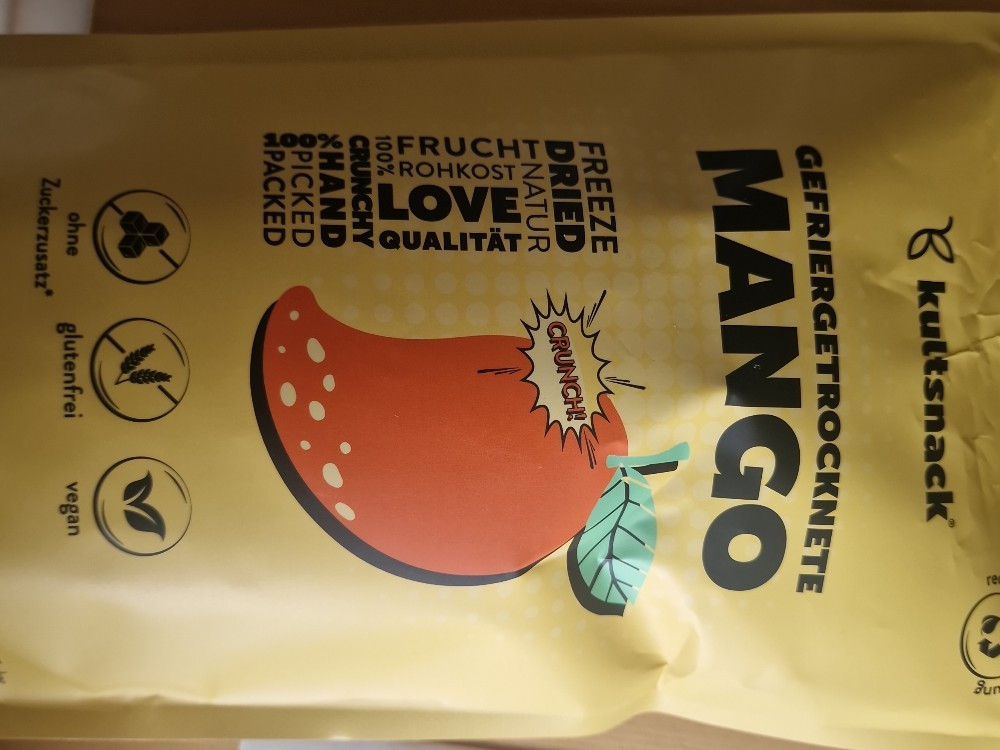 kultsnack®
GEFRIERGETROCKNETE
MANGO
FREEZE
DRIED
NATUR
FRUCHT
ROHKOST
100%
LOVE
QUALITÄT
CRUNCHY
100% HAND
PICKED
PACKED
CRUNCH!
ohne
Zuckerzusatz*
glutenfrei
vegan